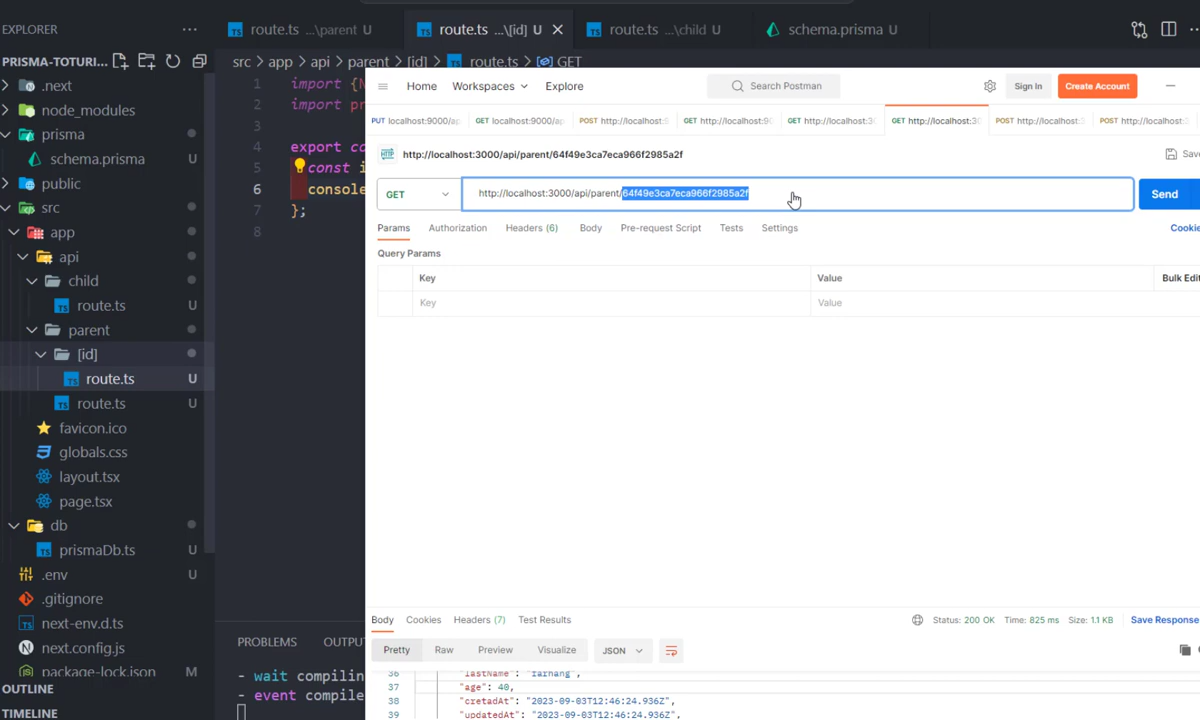 EXPLORER
PRISMA-TOTURI...
.next
node_modules
prisma
schema.prisma U
public
src
app
api
child
route.ts U
parent
[id]
route.ts U
route.ts U
favicon.ico
globals.css
layout.tsx
page.tsx
db
prismaDb.ts U
.env U
.gitignore
next-env.d.ts
next.config.js
package-lock.json M
OUTLINE
TIMELINE
route.ts ...\parent U
route.ts ...\[id] U
route.ts ...\child U
schema.prisma U
src > app > api > parent > [id] > route.ts > GET
1 import {N
2 import pr
3
4 export co
5 const i
6 console
7 };
8
PROBLEMS OUTPU
- wait compilin
- event compile
Home Workspaces Explore
Search Postman
Sign In
Create Account
PUT localhost:9000/ap
GET localhost:9000/ap
POST http://localhost:9
GET http://localhost:90
GET http://localhost:30
GET http://localhost:30
POST http://localhost:3
POST http://localhost:3
HTTP
http://localhost:3000/api/parent/64f49e3ca7eca966f2985a2f
Save
GET
http://localhost:3000/api/parent/64f49e3ca7eca966f2985a2f
Send
Params Authorization Headers (6) Body Pre-request Script Tests Settings
Cookie
Query Params
Key Value Bulk Edit
Key Value
Body Cookies Headers (7) Test Results
Status: 200 OK Time: 825 ms Size: 1.1 KB Save Response
Pretty Raw Preview Visualize JSON
36 "lastName": "farhang",
37 "age": 40,
38 "cretadAt": "2023-09-03T12:46:24.936Z",
39 "updatedAt": "2023-09-03T12:46:24.936Z",